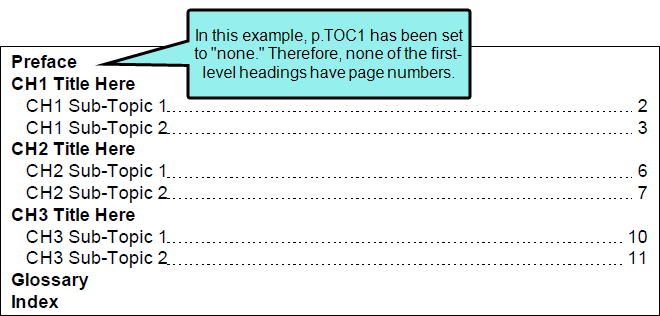 In this example, p.TOC1 has been set
to "none." Therefore, none of the first-
level headings have page numbers.
Preface
CH1 Title Here
CH1 Sub-Topic 1 2
CH1 Sub-Topic 2 3
CH2 Title Here
CH2 Sub-Topic 1 6
CH2 Sub-Topic 2 7
CH3 Title Here
CH3 Sub-Topic 1 10
CH3 Sub-Topic 2 11
Glossary
Index